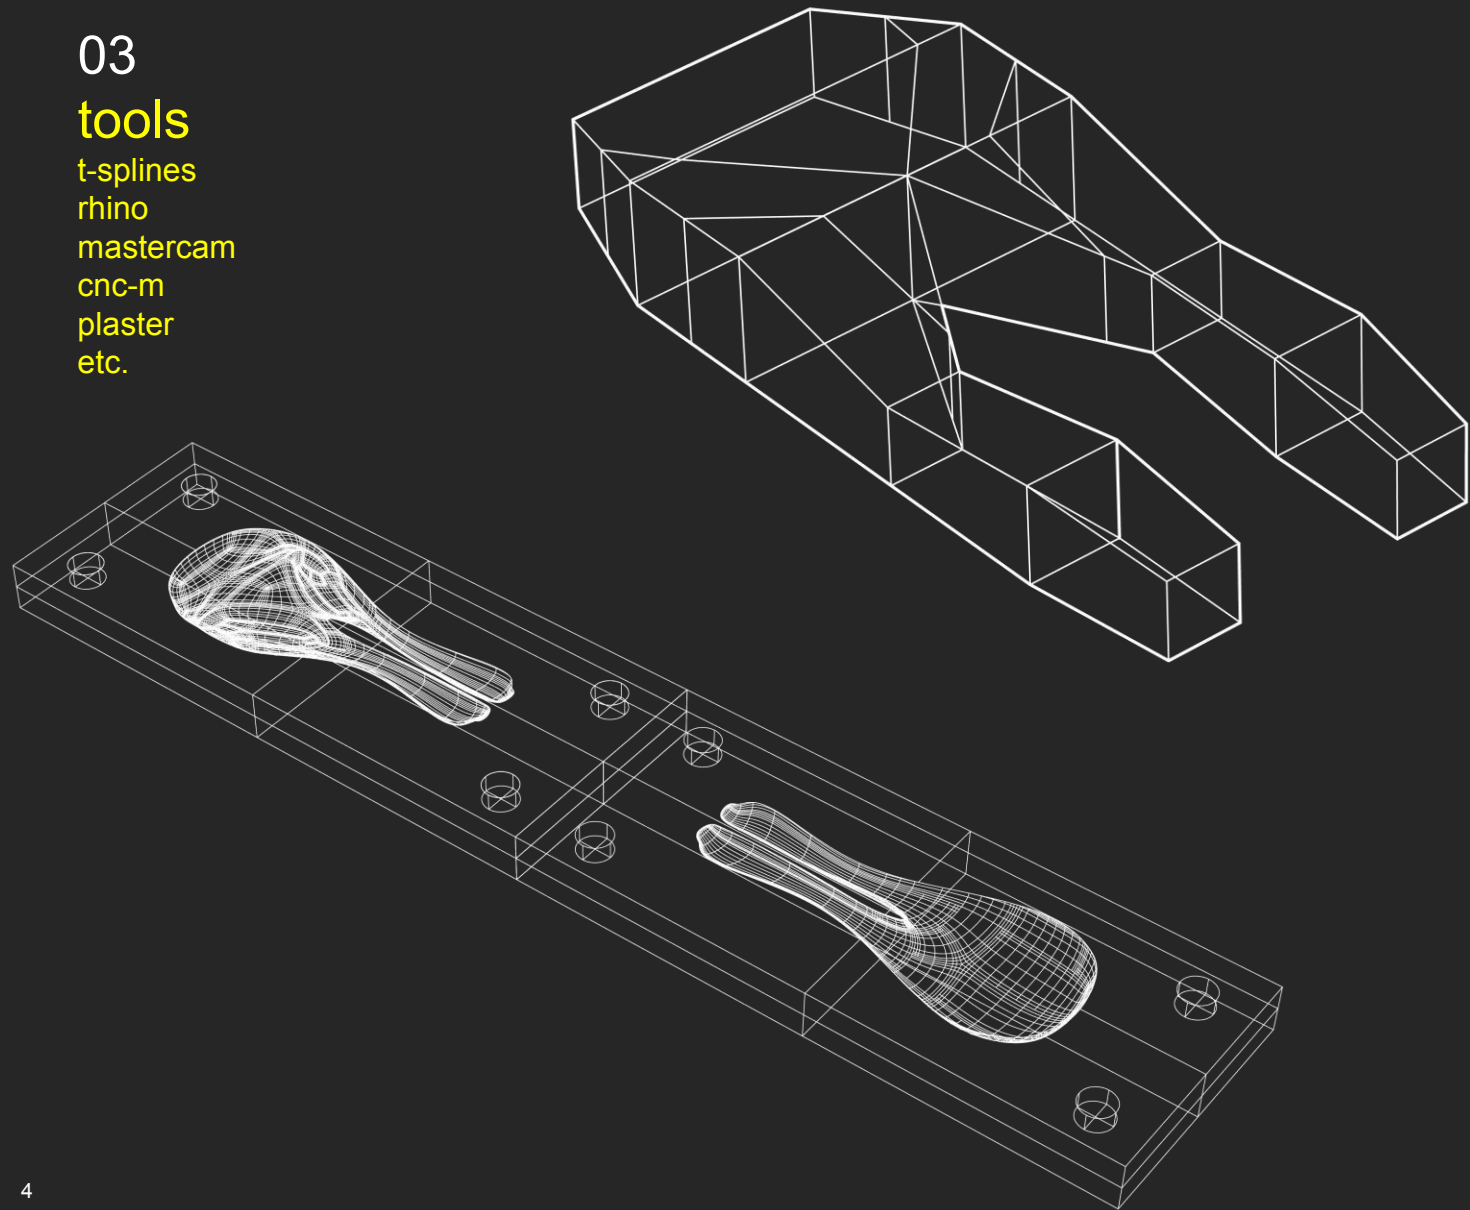 03
tools
t-splines
rhino
mastercam
cnc-m
plaster
etc.
4